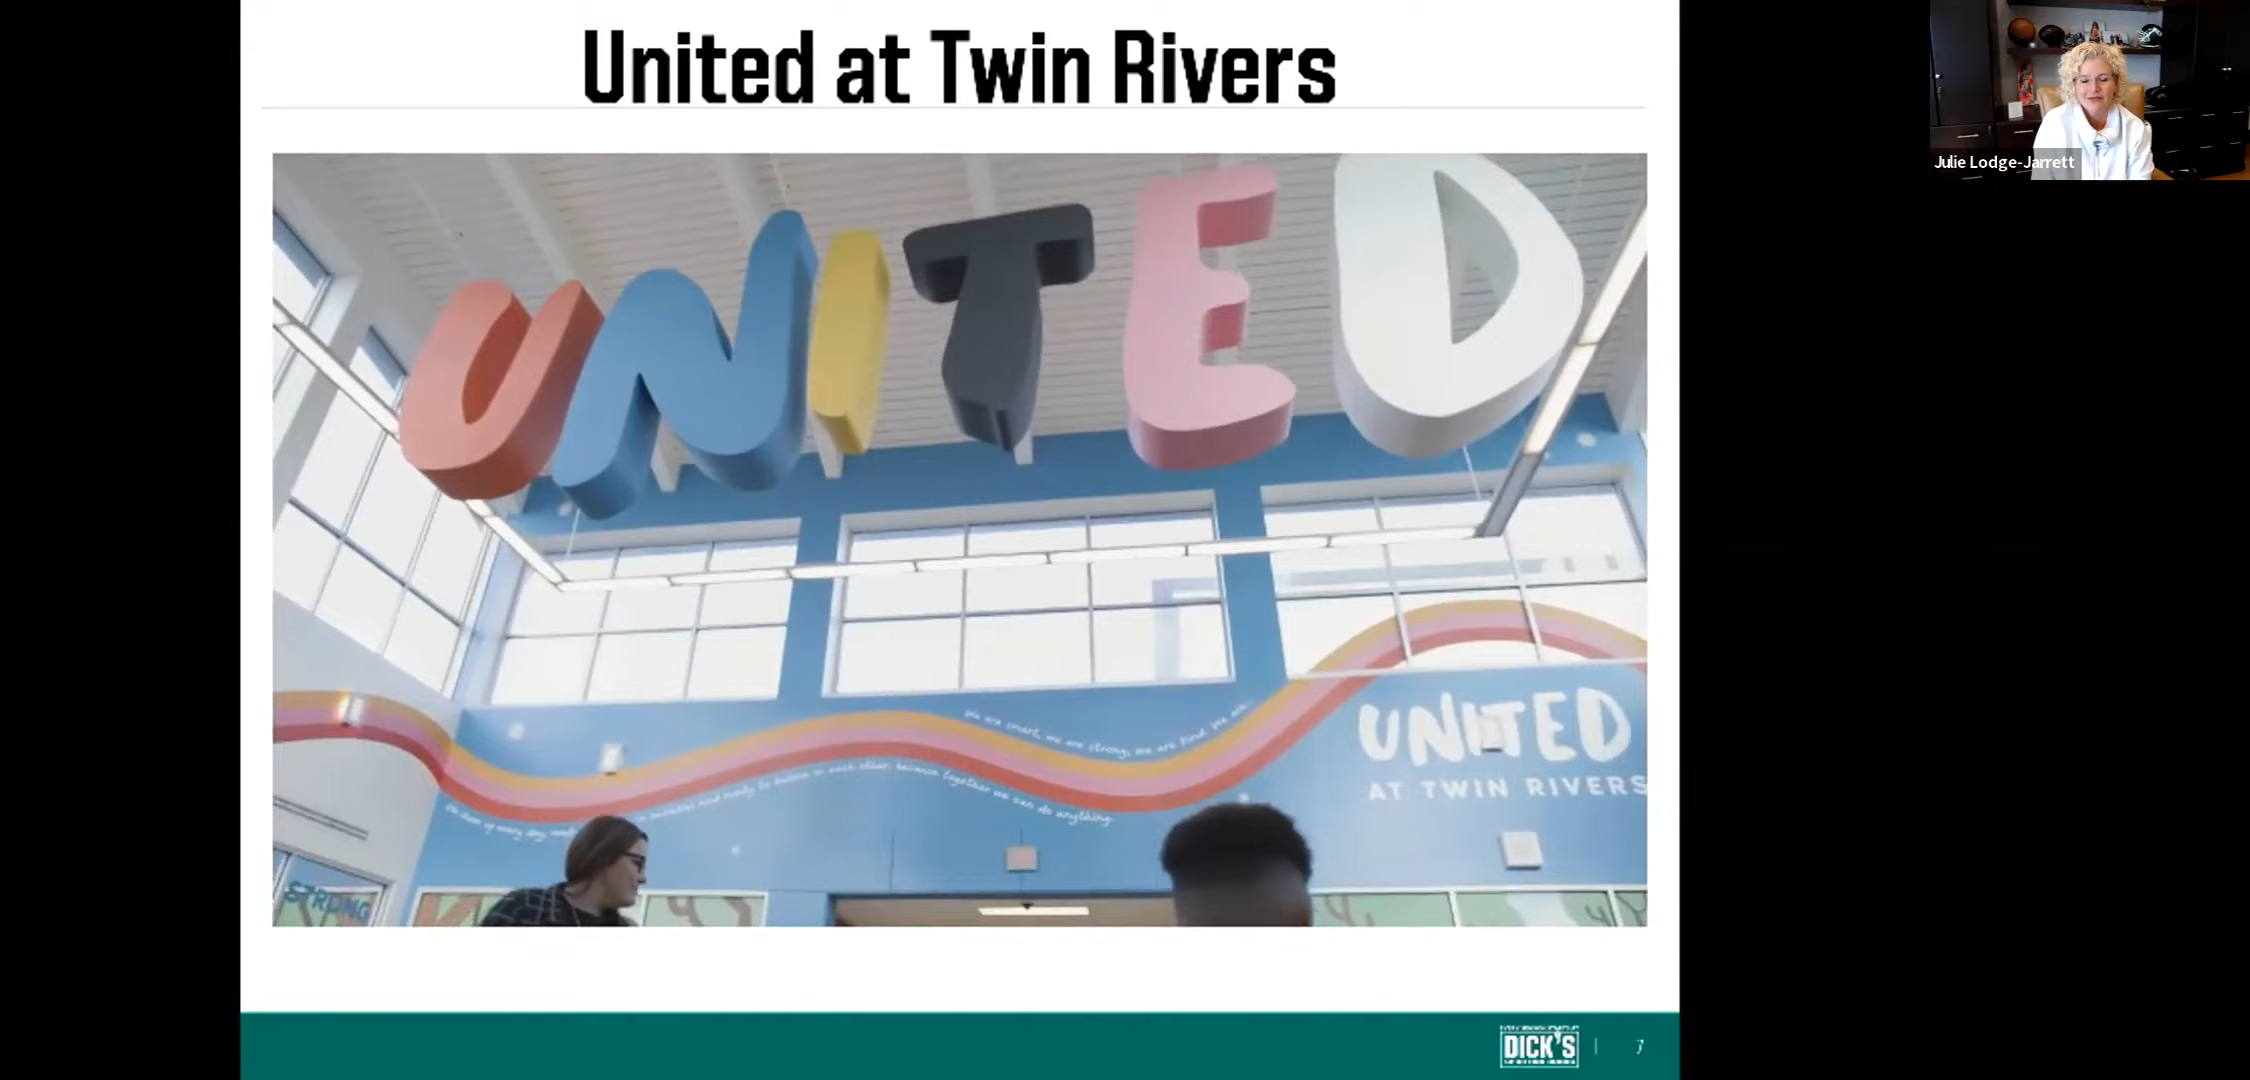 United at Twin Rivers
Julie Lodge-Jarrett
UNITED
We are smart, we are strong, we are kind. We are
in each other, because together we can do anything.
UNITED
AT TWIN RIVERS
STRONG
DICK'S
7